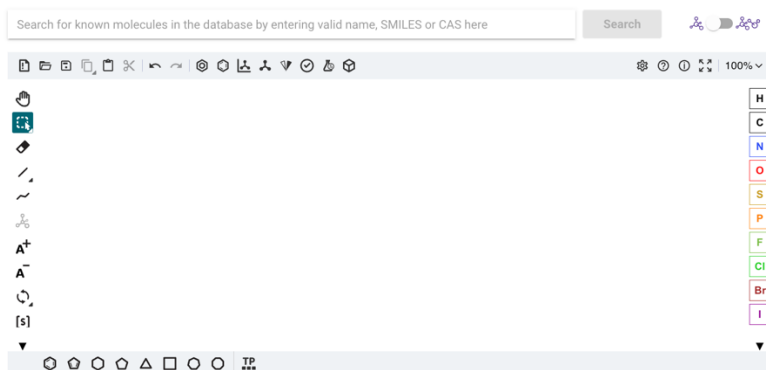 Search for known molecules in the database by entering valid name, SMILES or CAS here
Search
100%
H
C
N
O
S
P
F
Cl
Br
I
A+
A-
[s]
TP